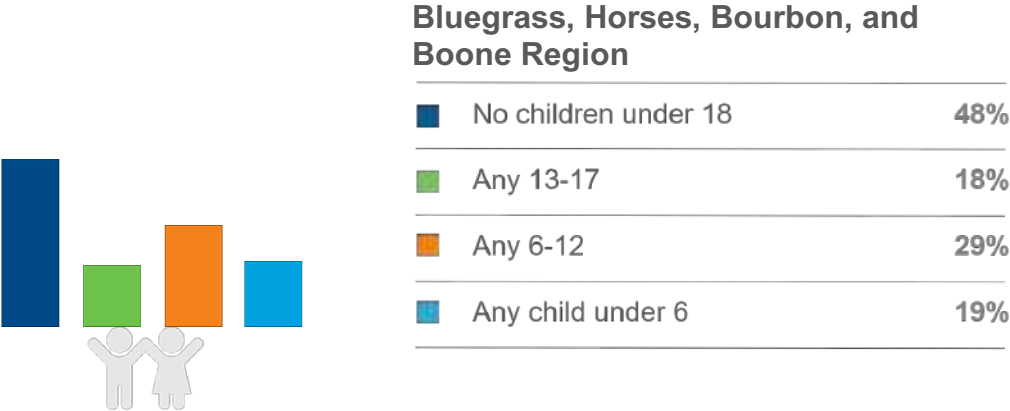 Bluegrass, Horses, Bourbon, and
Boone Region
No children under 18 48%
Any 13-17 18%
Any 6-12 29%
Any child under 6 19%